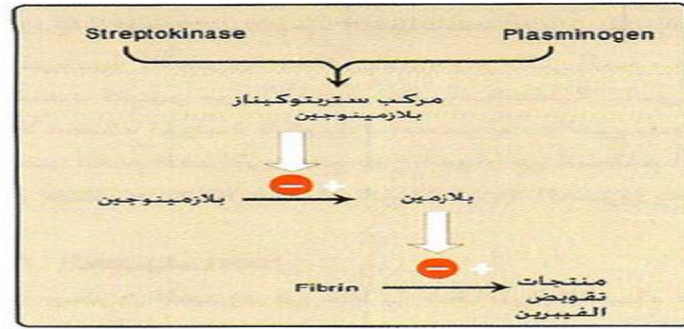 Streptokinase Plasminogen
مركب ستربتوكيناز
بلازمينوجين
− +
بلازمينوجين بلازمين
− +
Fibrin منتجات
تقويض
الفيبرين